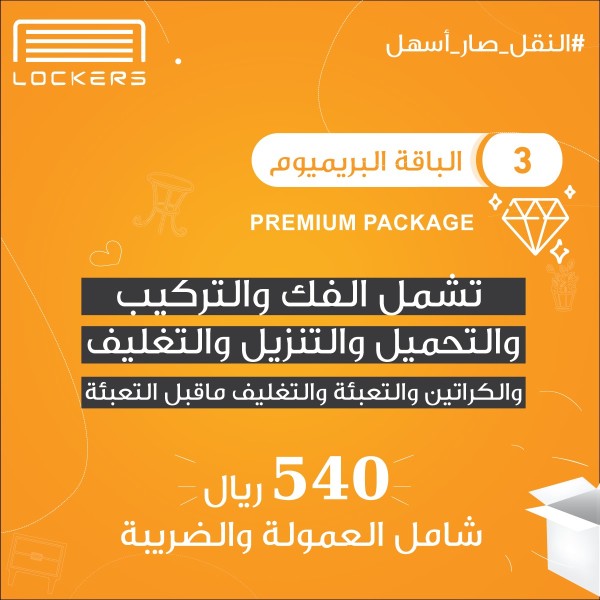 LOCKERS
#النقل_صار_أسهل
3 الباقة البريميوم
PREMIUM PACKAGE
تشمل الفك والتركيب
والتحميل والتنزيل والتغليف
والكراتين والتعبئة والتغليف ماقبل التعبئة
540 ريال
شامل العمولة والضريبة